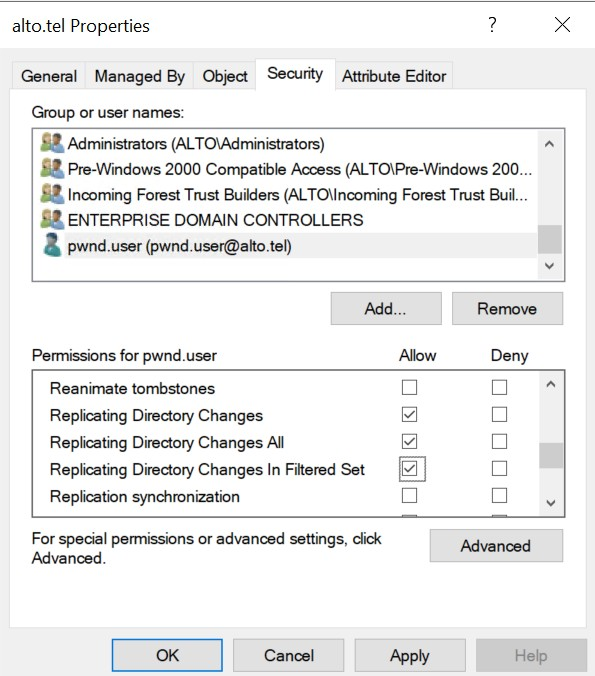 alto.tel Properties
?
General Managed By Object Security Attribute Editor
Group or user names:
Administrators (ALTO\Administrators)
Pre-Windows 2000 Compatible Access (ALTO\Pre-Windows 200...
Incoming Forest Trust Builders (ALTO\Incoming Forest Trust Buil...
ENTERPRISE DOMAIN CONTROLLERS
pwnd.user (pwnd.user@alto.tel)
Add... Remove
Permissions for pwnd.user Allow Deny
Reanimate tombstones
Replicating Directory Changes
Replicating Directory Changes All
Replicating Directory Changes In Filtered Set
Replication synchronization
For special permissions or advanced settings, click
Advanced.
Advanced
OK Cancel Apply Help